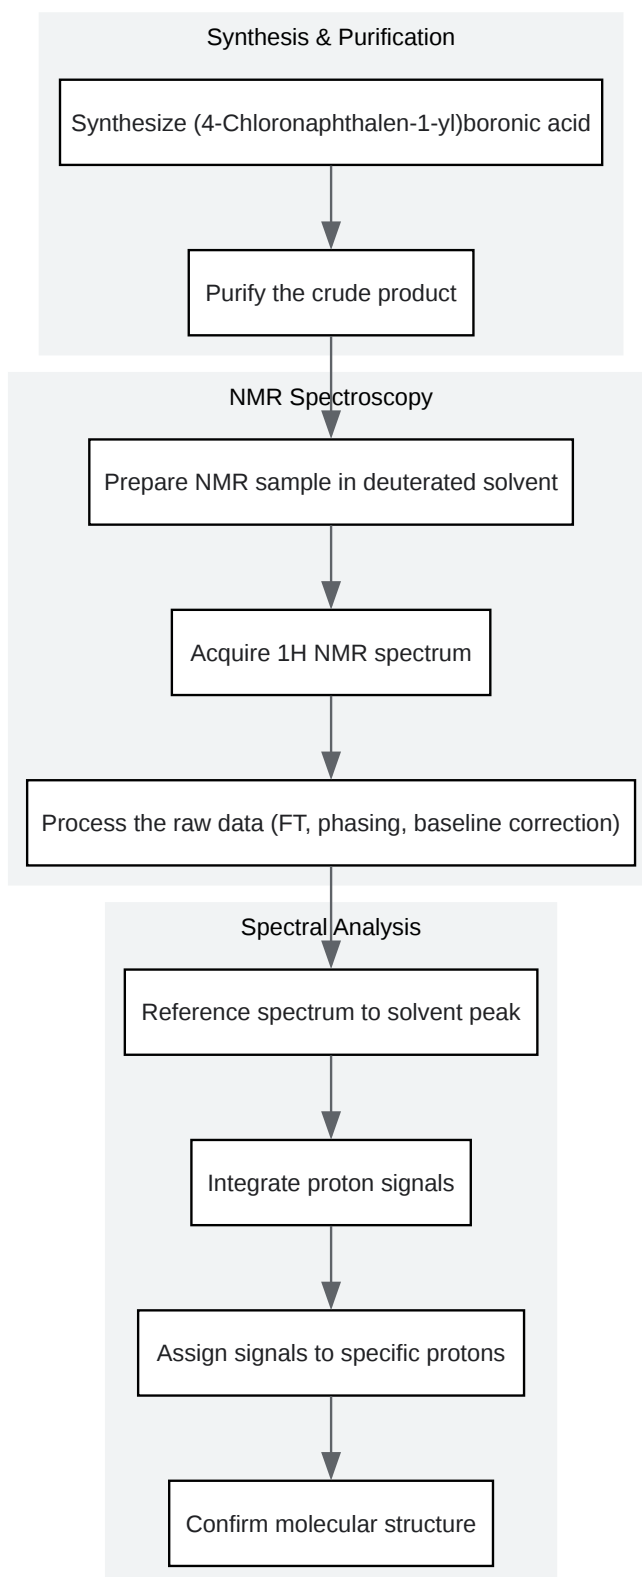 Synthesis & Purification
Synthesize (4-Chloronaphthalen-1-yl)boronic acid
Purify the crude product
NMR Spectroscopy
Prepare NMR sample in deuterated solvent
Acquire 1H NMR spectrum
Process the raw data (FT, phasing, baseline correction)
Spectral Analysis
Reference spectrum to solvent peak
Integrate proton signals
Assign signals to specific protons
Confirm molecular structure